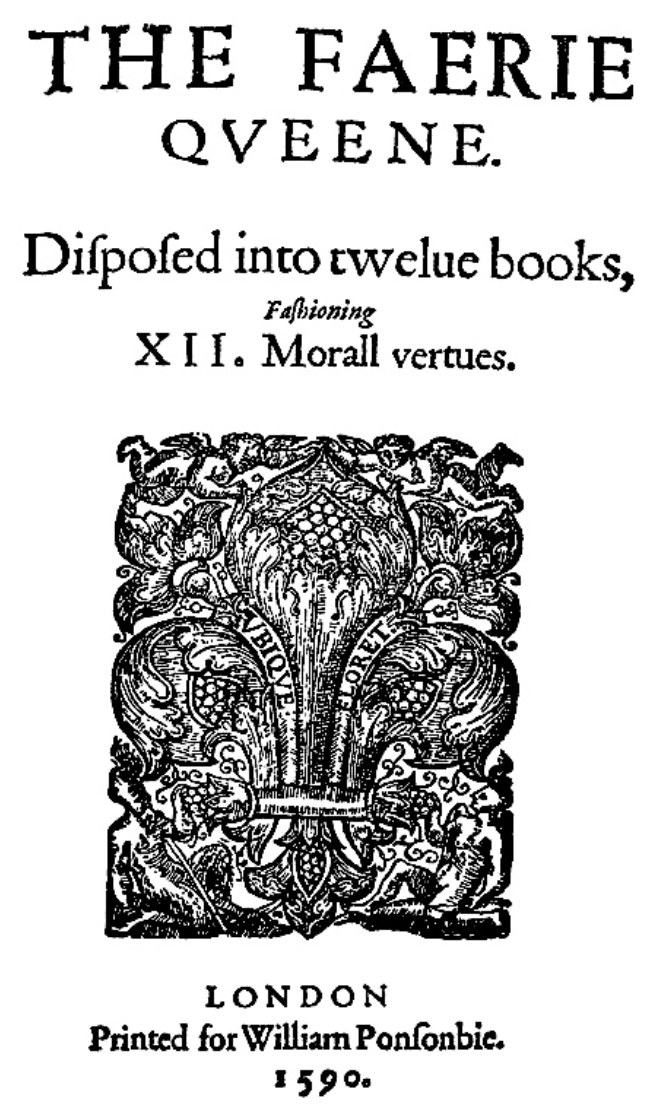 THE FAERIE
QVEENE.
Diſpoſed into twelue books,
Faſhioning
XII. Morall vertues.
VBIQVE FLORET.
LONDON
Printed for William Ponſonbie.
1590.